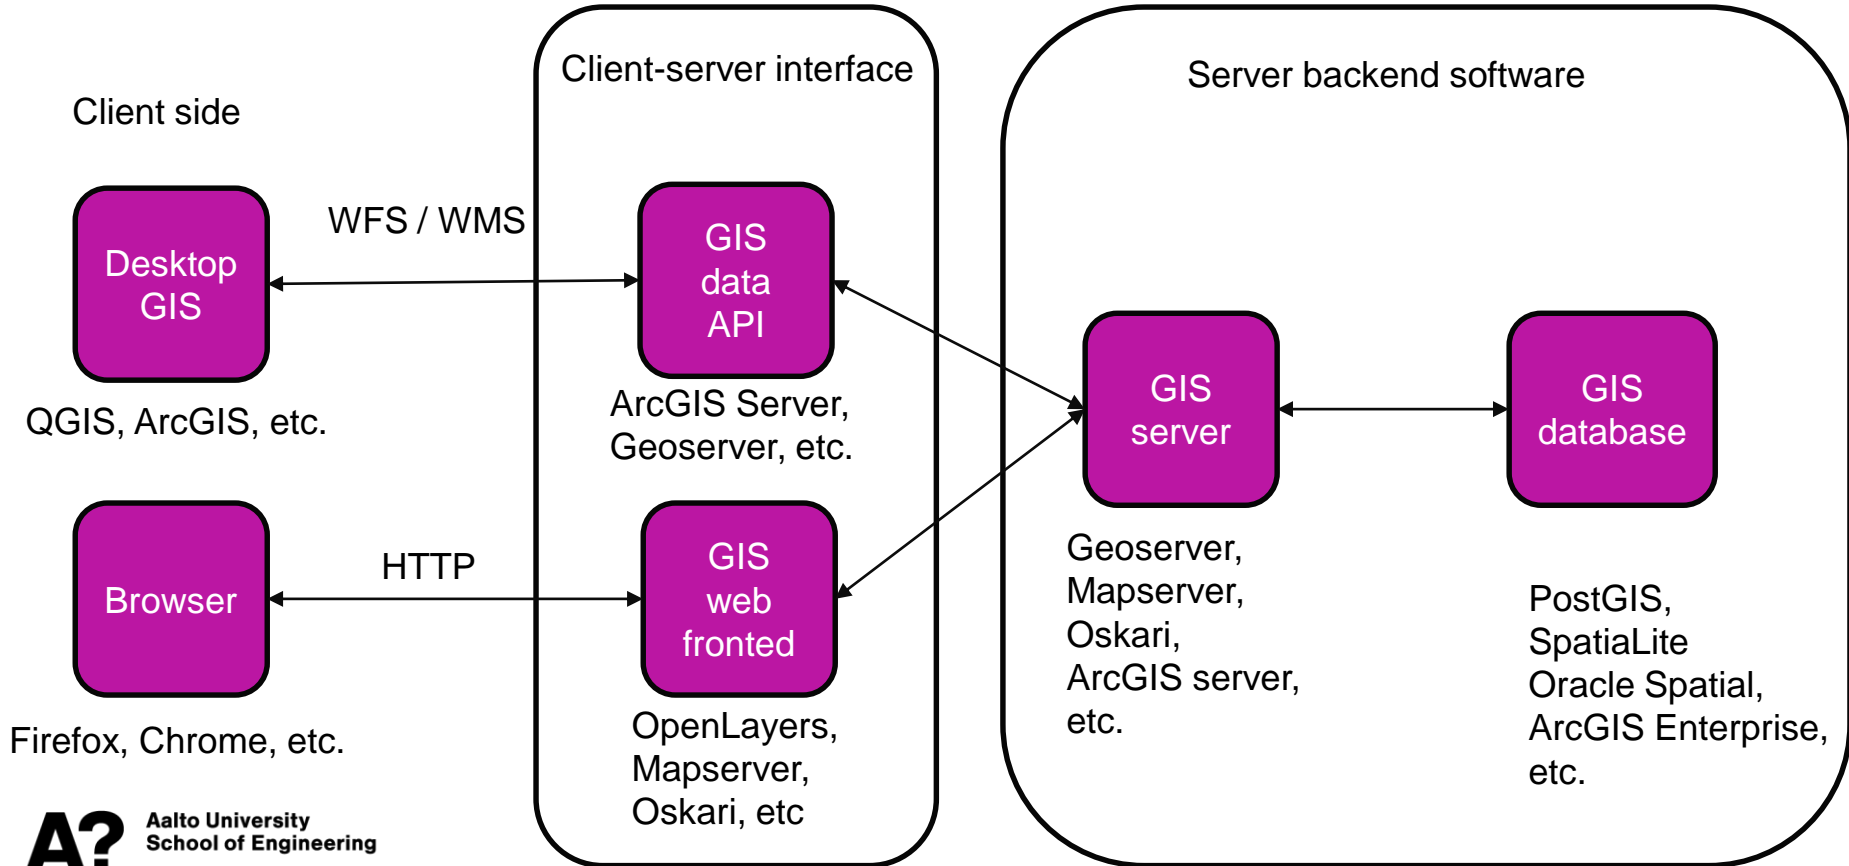 Client side
Desktop
GIS
QGIS, ArcGIS, etc.
Browser
Firefox, Chrome, etc.
WFS / WMS
HTTP
Client-server interface
GIS
data
API
ArcGIS Server,
Geoserver, etc.
GIS
web
fronted
OpenLayers,
Mapserver,
Oskari, etc
Server backend software
GIS
server
Geoserver,
Mapserver,
Oskari,
ArcGIS server,
etc.
GIS
database
PostGIS,
SpatiaLite
Oracle Spatial,
ArcGIS Enterprise,
etc.
A?
Aalto University
School of Engineering